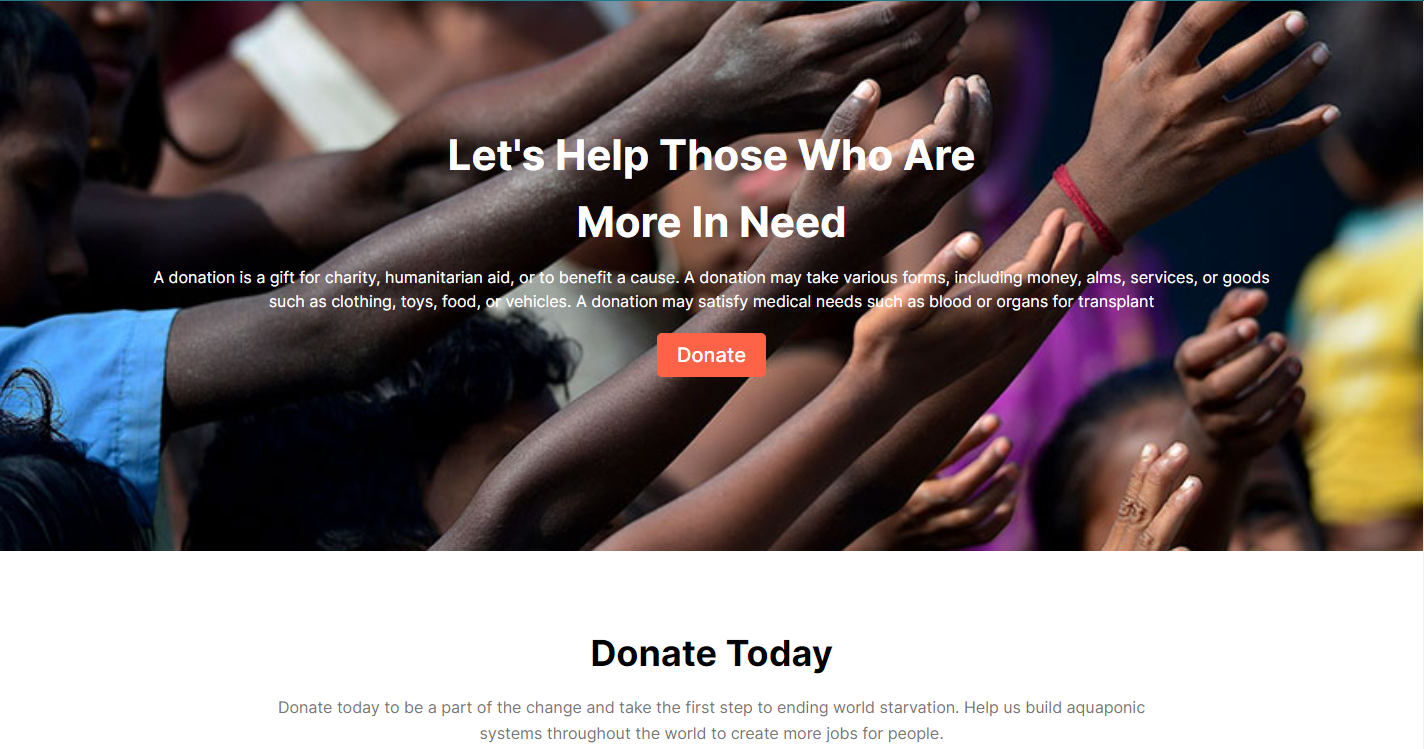 Let's Help Those Who Are
More In Need
A donation is a gift for charity, humanitarian aid, or to benefit a cause. A donation may take various forms, including money, alms, services, or goods
such as clothing, toys, food, or vehicles. A donation may satisfy medical needs such as blood or organs for transplant
Donate
Donate Today
Donate today to be a part of the change and take the first step to ending world starvation. Help us build aquaponic
systems throughout the world to create more jobs for people.